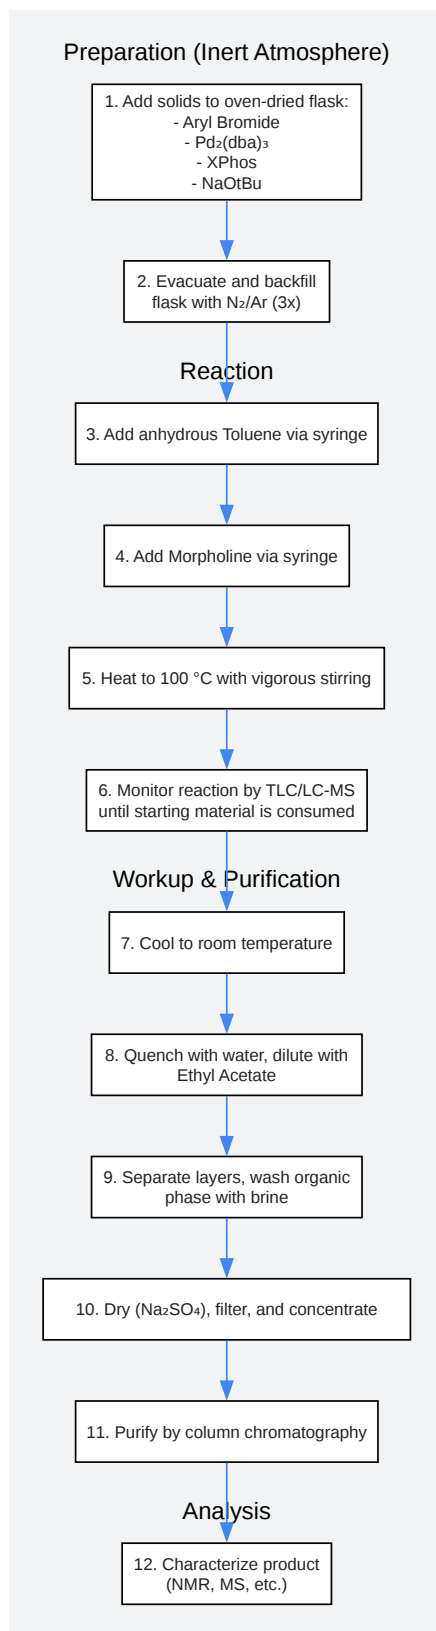 Preparation (Inert Atmosphere)
1. Add solids to oven-dried flask:
- Aryl Bromide
- Pd₂(dba)₃
- XPhos
- NaOtBu
2. Evacuate and backfill
flask with N₂/Ar (3x)
Reaction
3. Add anhydrous Toluene via syringe
4. Add Morpholine via syringe
5. Heat to 100 °C with vigorous stirring
6. Monitor reaction by TLC/LC-MS
until starting material is consumed
Workup & Purification
7. Cool to room temperature
8. Quench with water, dilute with
Ethyl Acetate
9. Separate layers, wash organic
phase with brine
10. Dry (Na₂SO₄), filter, and concentrate
11. Purify by column chromatography
Analysis
12. Characterize product
(NMR, MS, etc.)